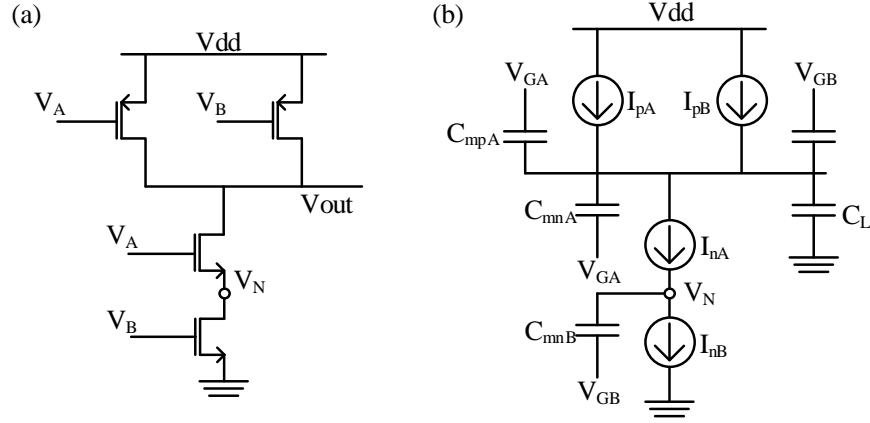 (a)
Vdd
V_A
V_B
Vout
V_A
V_N
V_B
(b)
Vdd
V_GA
V_GB
I_pA
I_pB
C_mpA
C_mnA
C_L
I_nA
V_GA
V_N
C_mnB
I_nB
V_GB